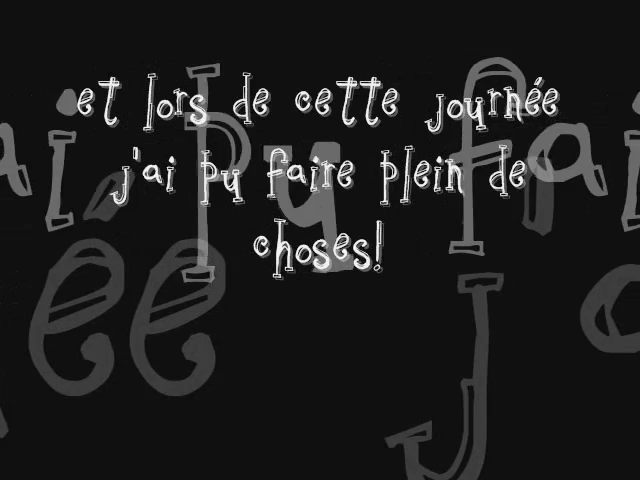 et lors de cette journée
j'ai pu faire plein de
choses!